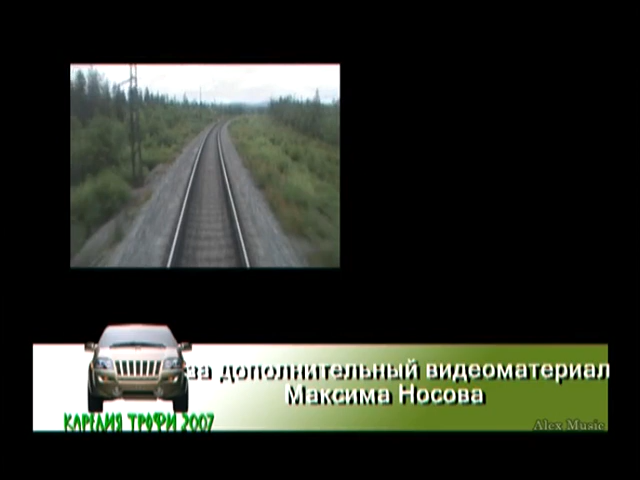 за дополнительный видеоматериал
Максима Носова
КАРЕЛИЯ ТРОФИ 2007
Alex Music